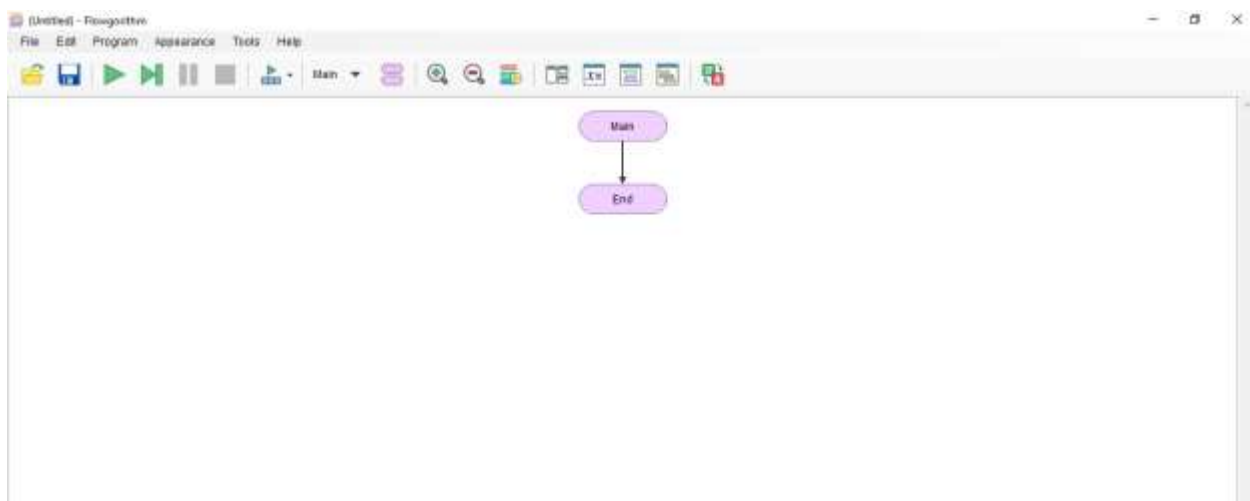 (Untitled) - Flowgorithm
File Edit Program Appearance Tools Help
Main
Main
End